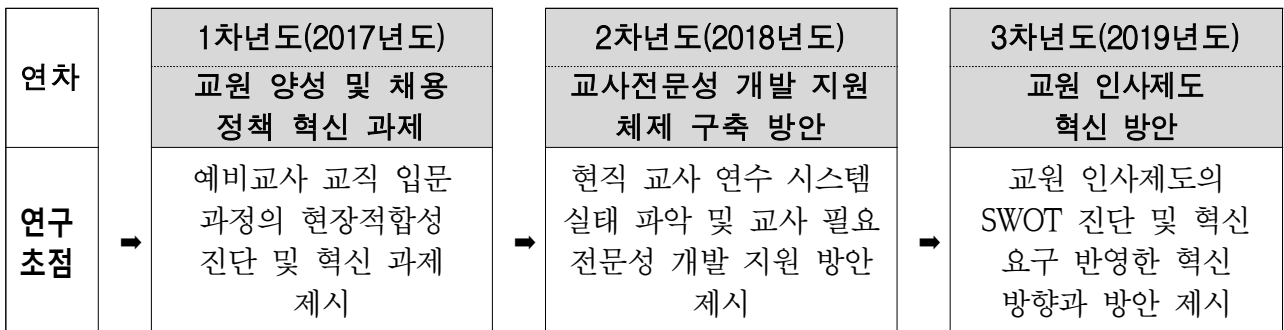 연차
1차년도(2017년도)
교원 양성 및 채용
정책 혁신 과제
2차년도(2018년도)
교사전문성 개발 지원
체제 구축 방안
3차년도(2019년도)
교원 인사제도
혁신 방안
연구
초점
➡
예비교사 교직 입문
과정의 현장적합성
진단 및 혁신 과제
제시
➡
현직 교사 연수 시스템
실태 파악 및 교사 필요
전문성 개발 지원 방안
제시
➡
교원 인사제도의
SWOT 진단 및 혁신
요구 반영한 혁신
방향과 방안 제시